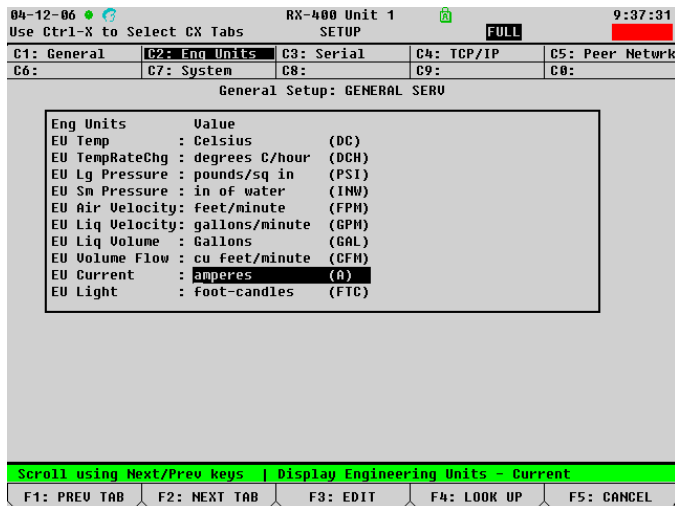 04-12-06 RX-400 Unit 1 A 9:37:31
Use Ctrl-X to Select CX Tabs SETUP FULL
C1: General C2: Eng Units C3: Serial C4: TCP/IP C5: Peer Netwrk
C6: C7: System C8: C9: C0:
General Setup: GENERAL SERV
Eng Units Value
EU Temp : Celsius (DC)
EU TempRateChg : degrees C/hour (DCH)
EU Lg Pressure : pounds/sq in (PSI)
EU Sm Pressure : in of water (INW)
EU Air Velocity: feet/minute (FPM)
EU Liq Velocity: gallons/minute (GPM)
EU Liq Volume : Gallons (GAL)
EU Volume Flow : cu feet/minute (CFM)
EU Current : amperes (A)
EU Light : foot-candles (FTC)
Scroll using Next/Prev keys | Display Engineering Units - Current
F1: PREV TAB F2: NEXT TAB F3: EDIT F4: LOOK UP F5: CANCEL